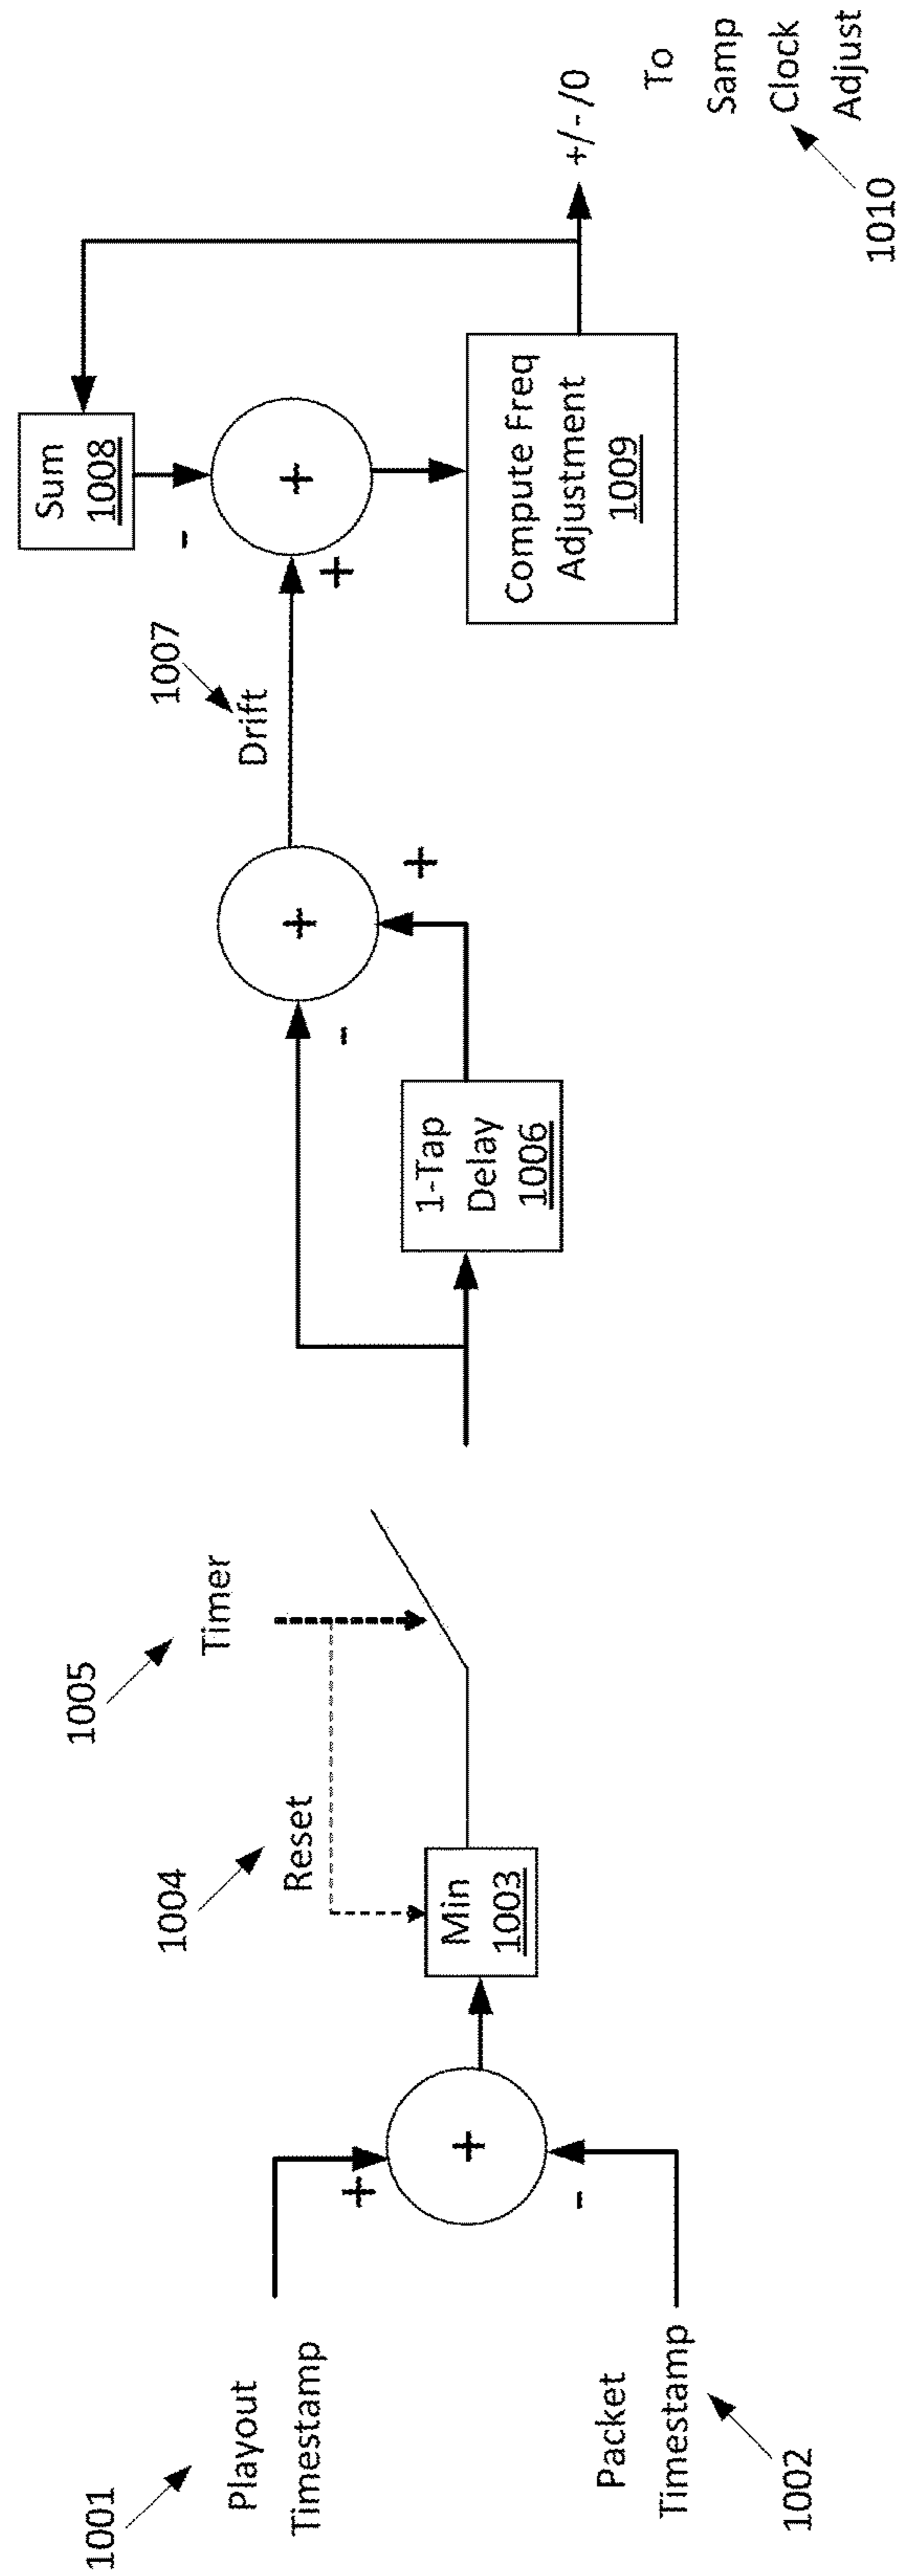 1001
Playout
Timestamp
+
Packet
Timestamp
1002
-
+
Min
1003
1004
Reset
1005
Timer
1-Tap
Delay
1006
-
+
+
1007
Drift
Sum
1008
-
+
+
Compute Freq
Adjustment
1009
+/-/0
To
Samp
Clock
Adjust
1010